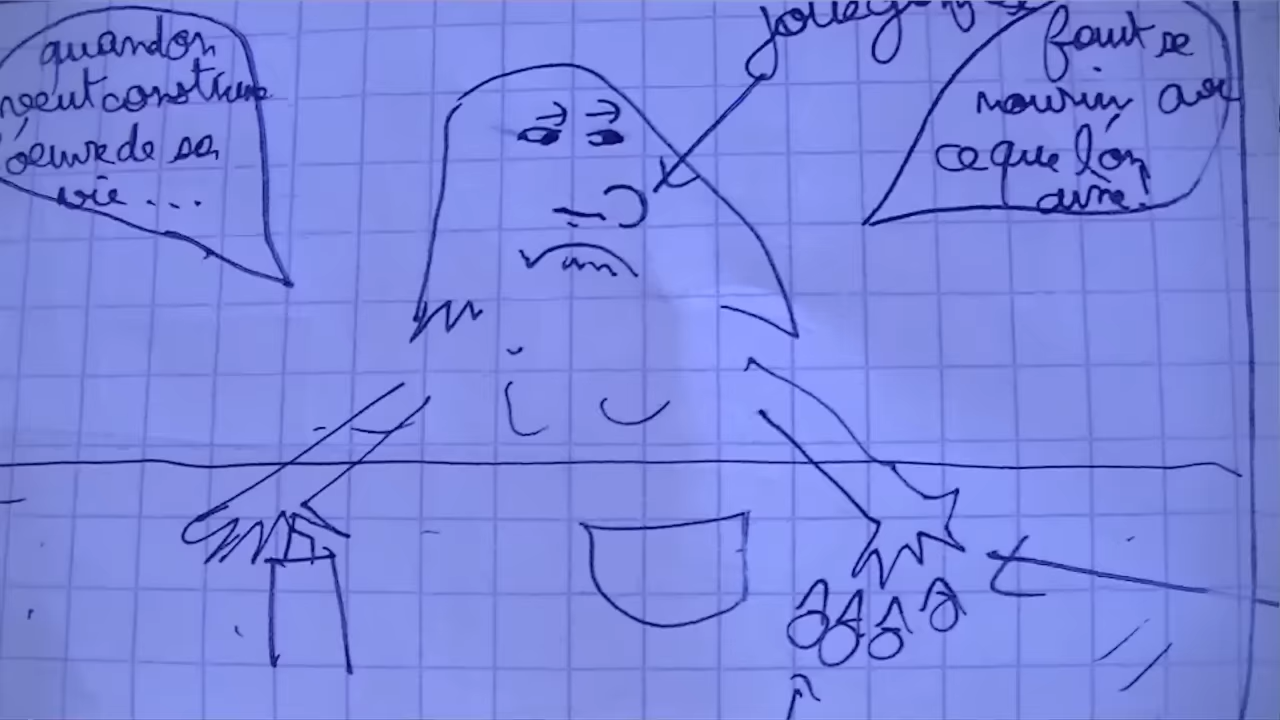 quand on
veut construire
l'oeuvre de sa
vie...
faut se
nourrir avec
ce que l'on
aime!